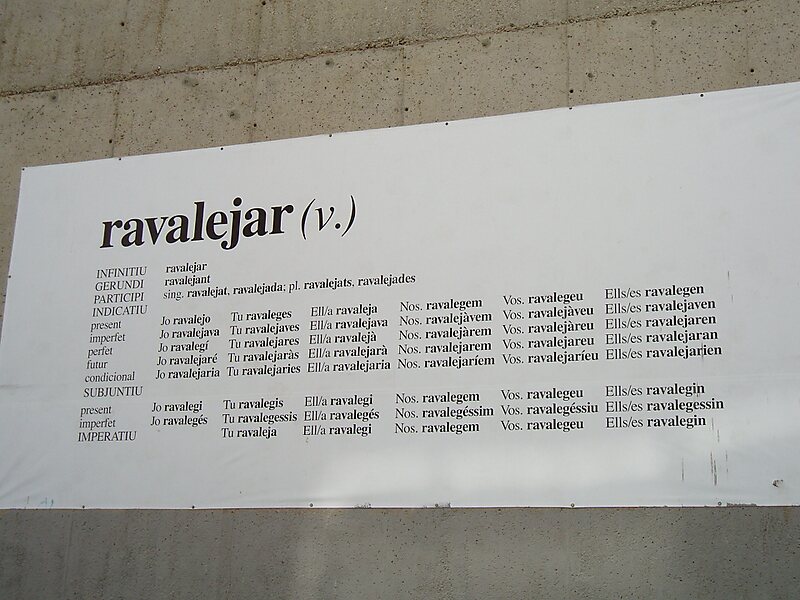 ravalejar (v.)
INFINITIU ravalejar
GERUNDI ravalejant
PARTICIPI sing. ravalejat, ravalejada; pl. ravalejats, ravalejades
INDICATIU
present Jo ravalejo Tu ravaleges Ell/a ravaleja Nos. ravalegem Vos. ravalegeu Ells/es ravalegen
imperfet Jo ravalejava Tu ravalejaves Ell/a ravalejava Nos. ravalejàvem Vos. ravalejàveu Ells/es ravalejaven
perfet Jo ravalegí Tu ravalejares Ell/a ravalejà Nos. ravalejàrem Vos. ravalejàreu Ells/es ravalejaren
futur Jo ravalejaré Tu ravalejaràs Ell/a ravalejarà Nos. ravalejarem Vos. ravalejareu Ells/es ravalejaran
condicional Jo ravalejaria Tu ravalejaries Ell/a ravalejaria Nos. ravalejaríem Vos. ravalejaríeu Ells/es ravalejarien
SUBJUNTIU
present Jo ravalegi Tu ravalegis Ell/a ravalegi Nos. ravalegem Vos. ravalegeu Ells/es ravalegin
imperfet Jo ravalegés Tu ravalegessis Ell/a ravalegés Nos. ravalegéssim Vos. ravalegéssiu Ells/es ravalegessin
IMPERATIU Tu ravaleja Ell/a ravalegi Nos. ravalegem Vos. ravalegeu Ells/es ravalegin